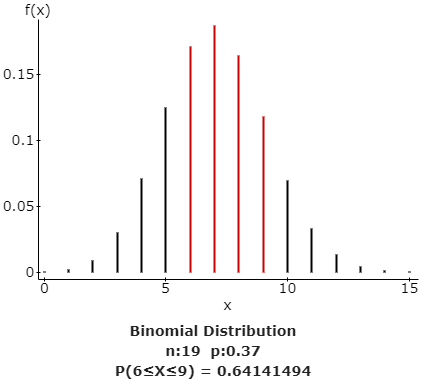 f(x)
0.15
0.1
0.05
0
0 5 10 15
x
Binomial Distribution
n:19 p:0.37
P(6≤X≤9) = 0.64141494